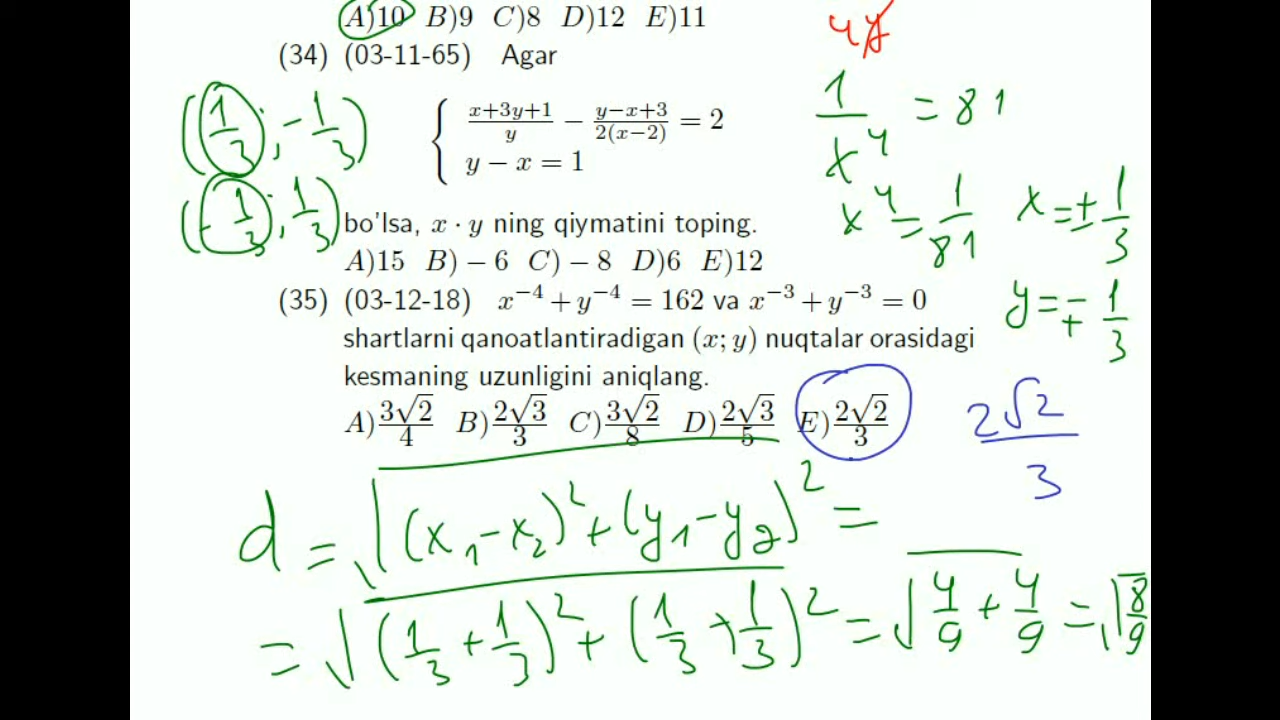 A)10 B)9 C)8 D)12 E)11
(34) (03-11-65) Agar
{ (x+3y+1)/y − (y−x+3)/(2(x−2)) = 2
y − x = 1
bo'lsa, x · y ning qiymatini toping.
A)15 B) − 6 C) − 8 D)6 E)12
(35) (03-12-18) x⁻⁴ + y⁻⁴ = 162 va x⁻³ + y⁻³ = 0
shartlarni qanoatlantiradigan (x; y) nuqtalar orasidagi
kesmaning uzunligini aniqlang.
A) 3√2/4 B) 2√3/3 C) 3√2/8 D) 2√3/5 E) 2√2/3
(1/3; −1/3)
(−1/3; 1/3)
1/x⁴ = 81
x⁴ = 1/81 x = ± 1/3
y = ∓ 1/3
2√2/3
d = √((x₁ − x₂)² + (y₁ − y₂)² =
= √((1/3 + 1/3)² + (1/3 + 1/3)² = √(4/9 + 4/9) = √(8/9)